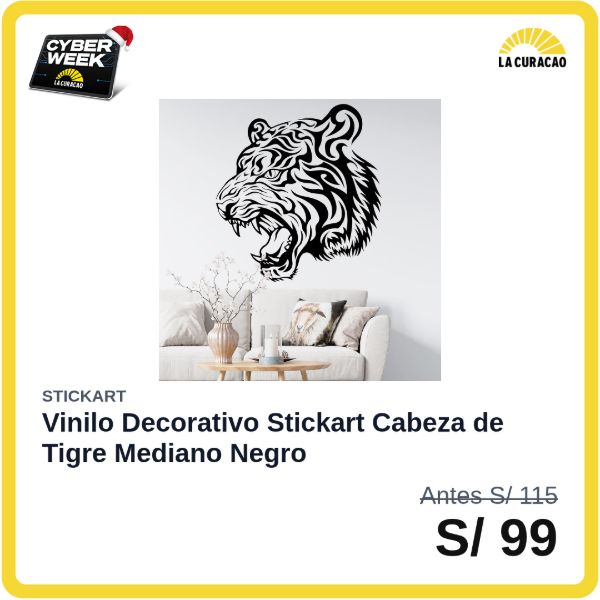 CYBER
WEEK
LA CURACAO
LA CURACAO
STICKART
Vinilo Decorativo Stickart Cabeza de
Tigre Mediano Negro
Antes S/ 115
S/ 99